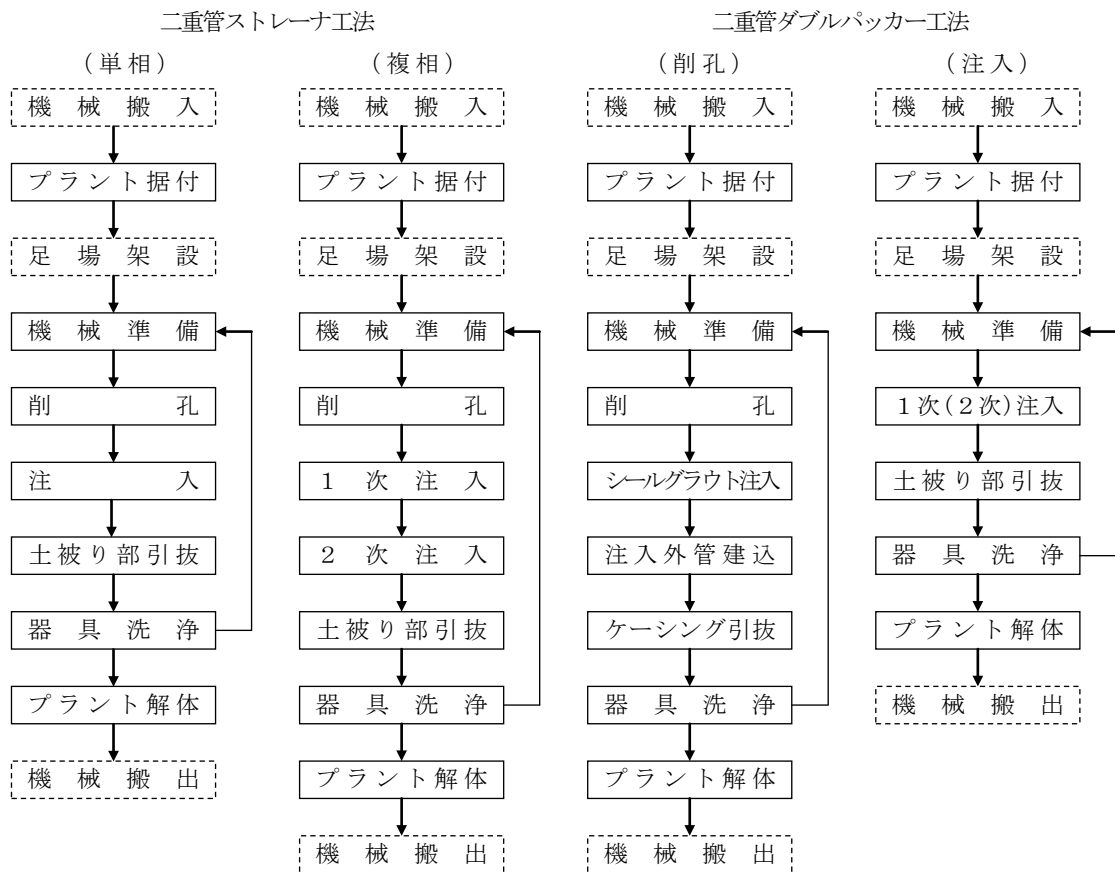 二重管ストレーナ工法
(単相)
機械搬入
プラント据付
足場架設
機械準備
削孔
注入
土被り部引抜
器具洗浄
プラント解体
機械搬出
(複相)
機械搬入
プラント据付
足場架設
機械準備
削孔
1次注入
2次注入
土被り部引抜
器具洗浄
プラント解体
機械搬出
二重管ダブルパッカー工法
(削孔)
機械搬入
プラント据付
足場架設
機械準備
削孔
シールグラウト注入
注入外管建込
ケーシング引抜
器具洗浄
プラント解体
機械搬出
(注入)
機械搬入
プラント据付
足場架設
機械準備
1次(2次)注入
土被り部引抜
器具洗浄
プラント解体
機械搬出